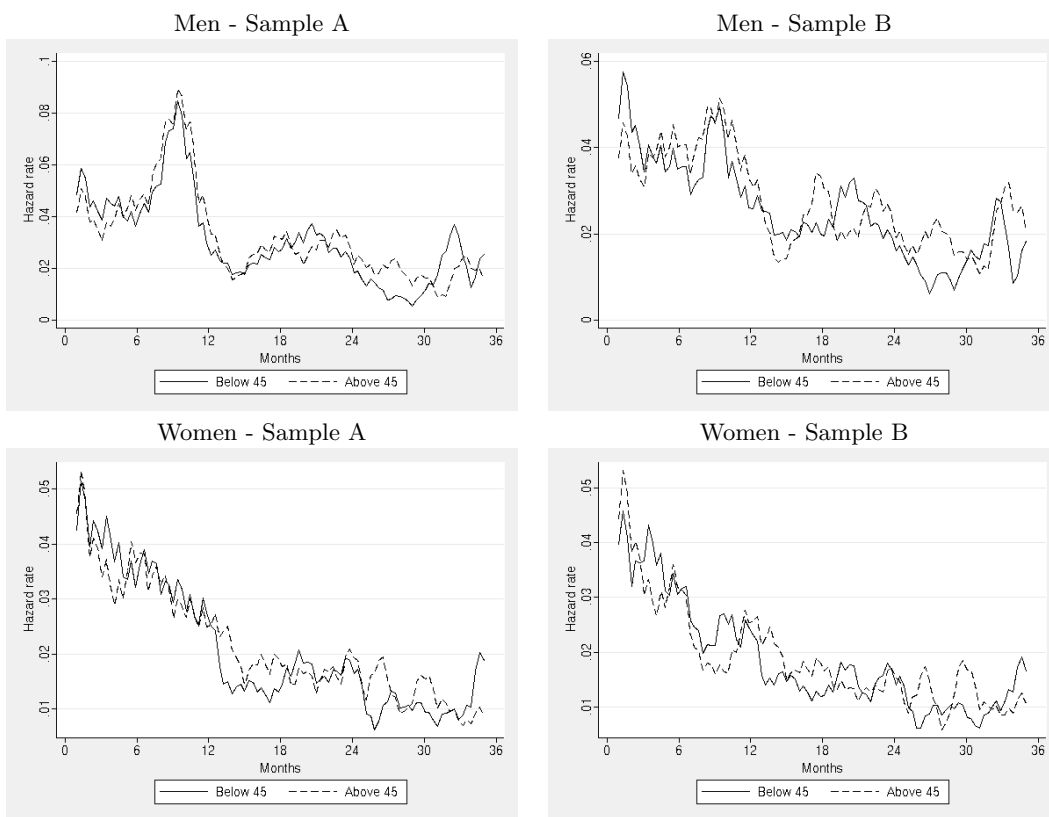 Men - Sample A
Hazard rate
0 .02 .04 .06 .08 .1
0 6 12 18 24 30 36
Months
Below 45 Above 45
Men - Sample B
Hazard rate
0 .02 .04 .06
0 6 12 18 24 30 36
Months
Below 45 Above 45
Women - Sample A
Hazard rate
.01 .02 .03 .04 .05
0 6 12 18 24 30 36
Months
Below 45 Above 45
Women - Sample B
Hazard rate
.01 .02 .03 .04 .05
0 6 12 18 24 30 36
Months
Below 45 Above 45